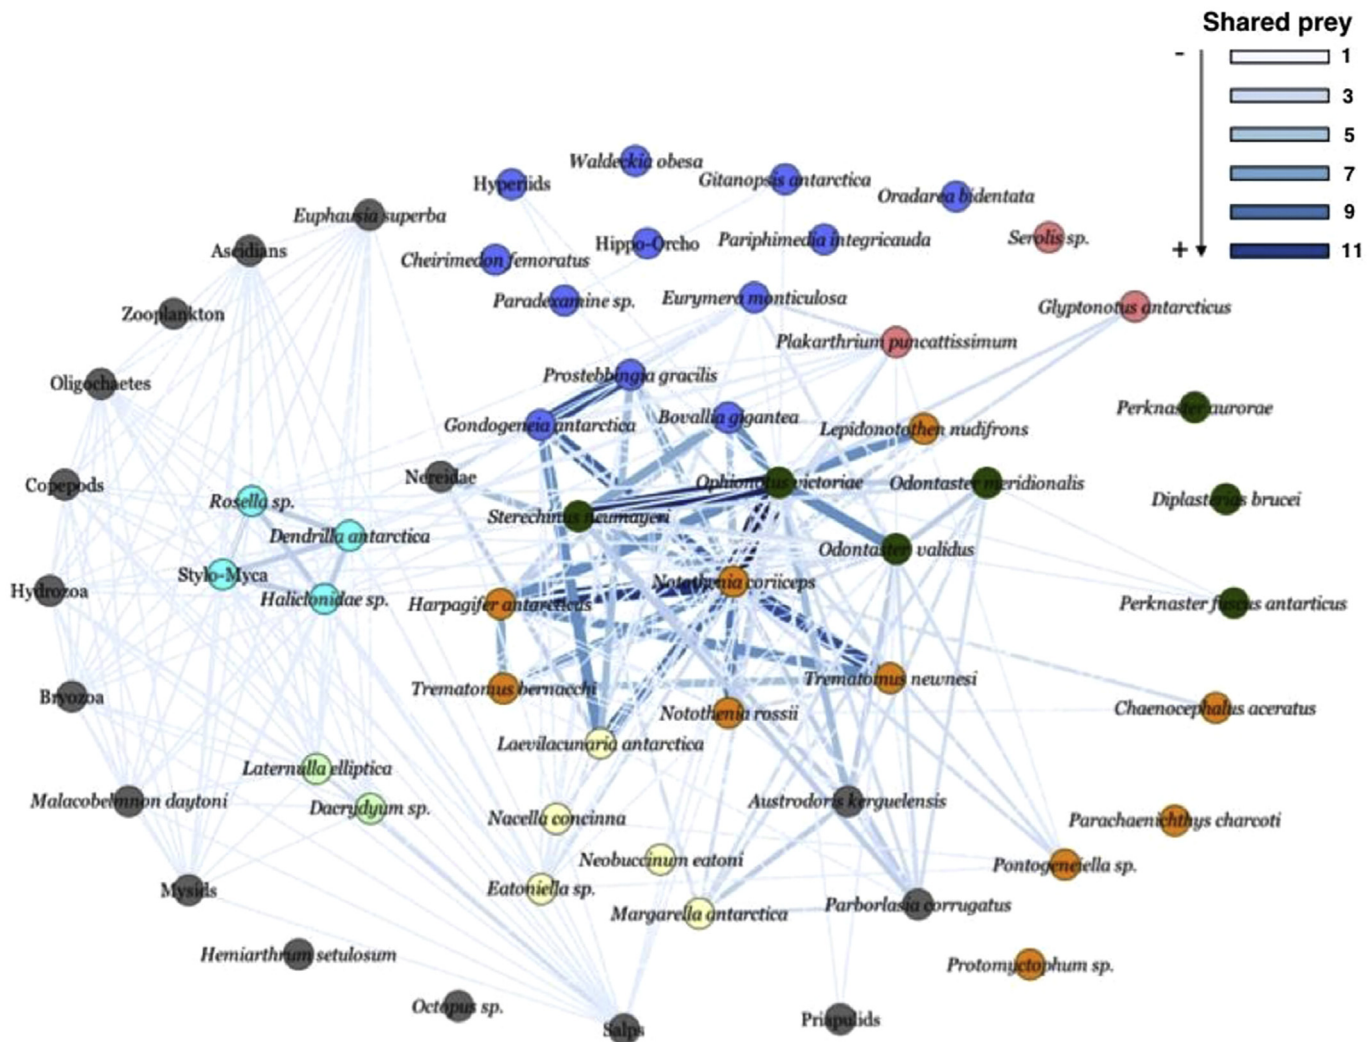 Shared prey
-
1
3
5
7
9
+
11
Waldeckia obesa
Hyperiids
Gitanopsis antarctica
Oradarea bidentata
Euphausia superba
Ascidians
Cheirimedon femoratus
Hippo-Orcho
Pariphimedia integricauda
Serolis sp.
Zooplankton
Paradexamine sp.
Eurymera monticulosa
Glyptonotus antarcticus
Plakarthrium puncattissimum
Oligochaetes
Prostebbingia gracilis
Gondogeneia antarctica
Bovallia gigantea
Lepidonotothen nudifrons
Perknaster aurorae
Copepods
Rosella sp.
Nereidae
Ophionotus victoriae
Odontaster meridionalis
Diplasterias brucei
Sterechinus neumayeri
Dendrilla antarctica
Odontaster validus
Hydrozoa
Stylo-Myca
Haliclonidae sp.
Harpagifer antarcticus
Notothenia coriiceps
Perknaster fuscus antarticus
Bryozoa
Trematomus bernacchi
Trematomus newnesi
Notothenia rossii
Chaenocephalus aceratus
Laevilacunaria antarctica
Laternulla elliptica
Malacobelmnon daytoni
Dacrydyum sp.
Nacella concinna
Austrodoris kerguelensis
Parachaenichthys charcoti
Neobuccinum eatoni
Pontogeneiella sp.
Mysids
Eatoniella sp.
Margarella antarctica
Parborlasia corrugatus
Hemiarthrum setulosum
Protomyctophum sp.
Octopus sp.
Salps
Priapulids